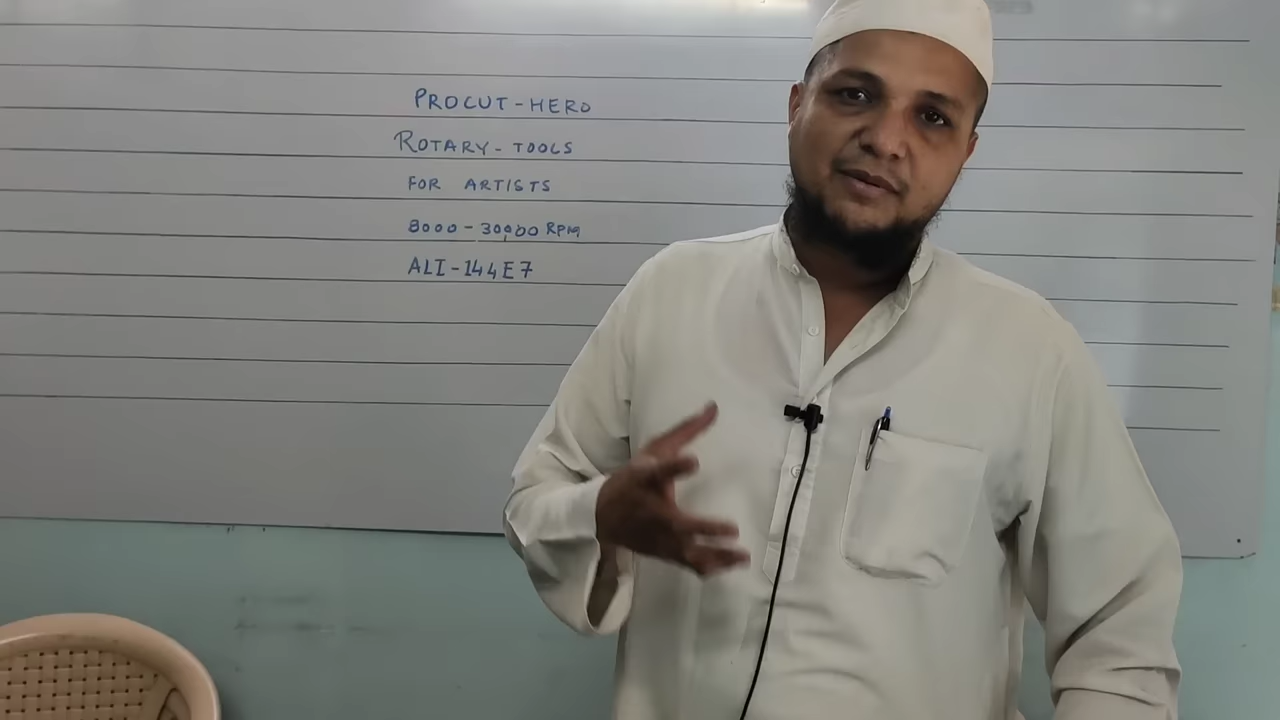 PROCUT-HERO
ROTARY-TOOLS
FOR ARTISTS
8000-30000 RPM
ALI-144E7